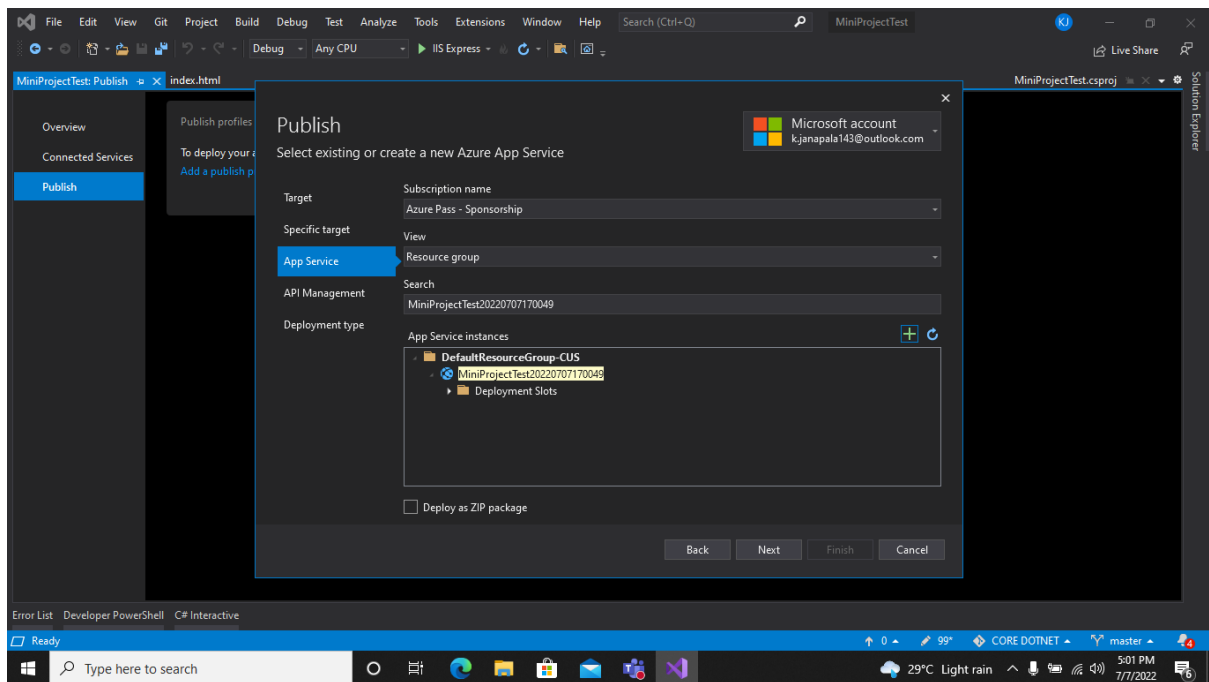 File Edit View Git Project Build Debug Test Analyze Tools Extensions Window Help Search (Ctrl+Q) MiniProjectTest KJ
Debug Any CPU IIS Express Live Share
MiniProjectTest: Publish index.html MiniProjectTest.csproj
Solution Explorer
Overview
Connected Services
Publish
Publish profiles
To deploy your a
Add a publish p
Publish
Select existing or create a new Azure App Service
Microsoft account
k.janapala143@outlook.com
Target
Specific target
App Service
API Management
Deployment type
Subscription name
Azure Pass - Sponsorship
View
Resource group
Search
MiniProjectTest20220707170049
App Service instances
DefaultResourceGroup-CUS
MiniProjectTest20220707170049
Deployment Slots
Deploy as ZIP package
Back Next Finish Cancel
Error List Developer PowerShell C# Interactive
Ready 0 99* CORE DOTNET master 4
Type here to search 29°C Light rain 5:01 PM
7/7/2022 6